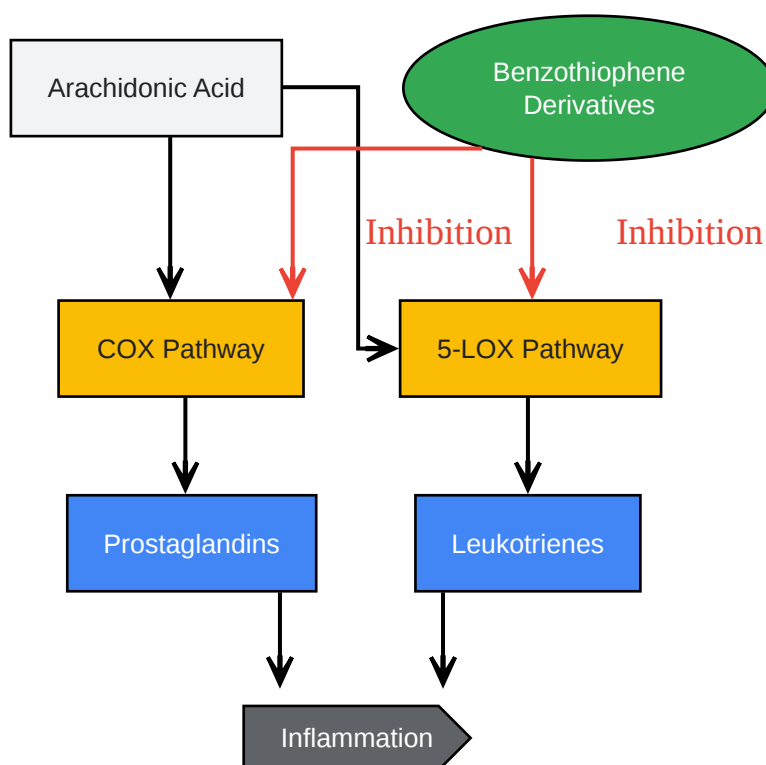 Arachidonic Acid
Benzothiophene
Derivatives
Inhibition
Inhibition
COX Pathway
5-LOX Pathway
Prostaglandins
Leukotrienes
Inflammation